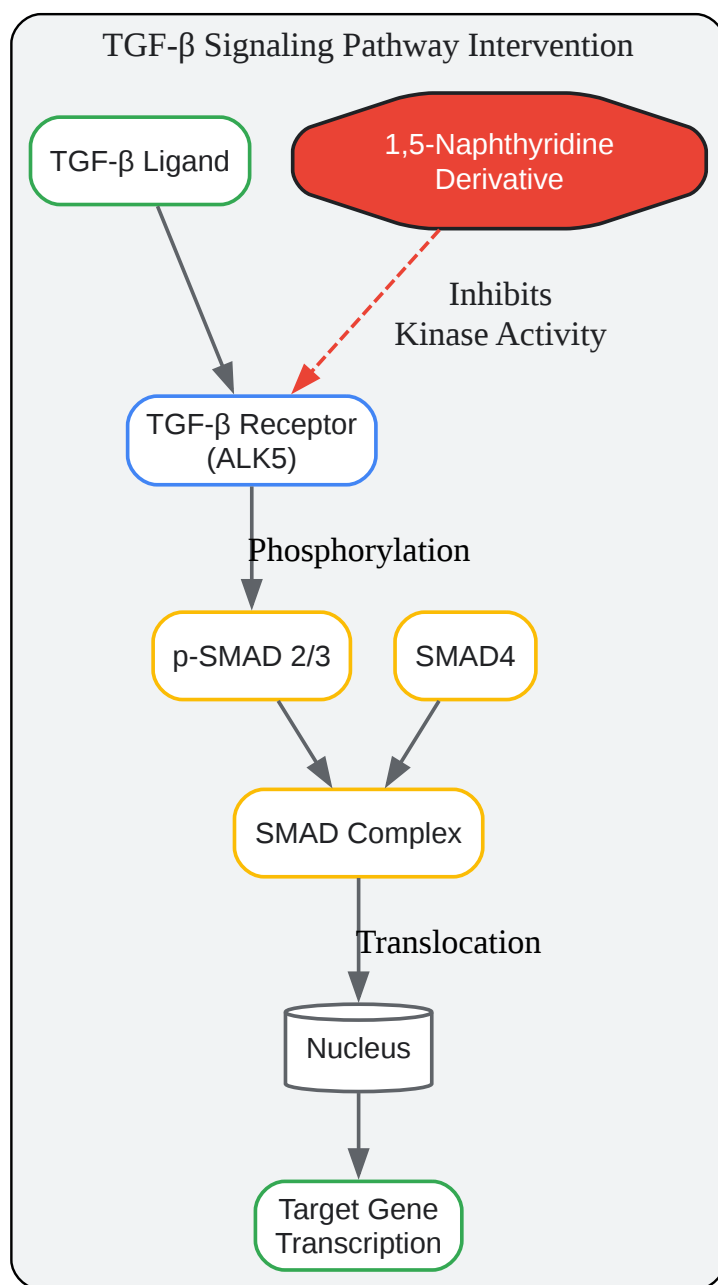 TGF-β Signaling Pathway Intervention
TGF-β Ligand
1,5-Naphthyridine
Derivative
Inhibits
Kinase Activity
TGF-β Receptor
(ALK5)
Phosphorylation
p-SMAD 2/3
SMAD4
SMAD Complex
Translocation
Nucleus
Target Gene
Transcription